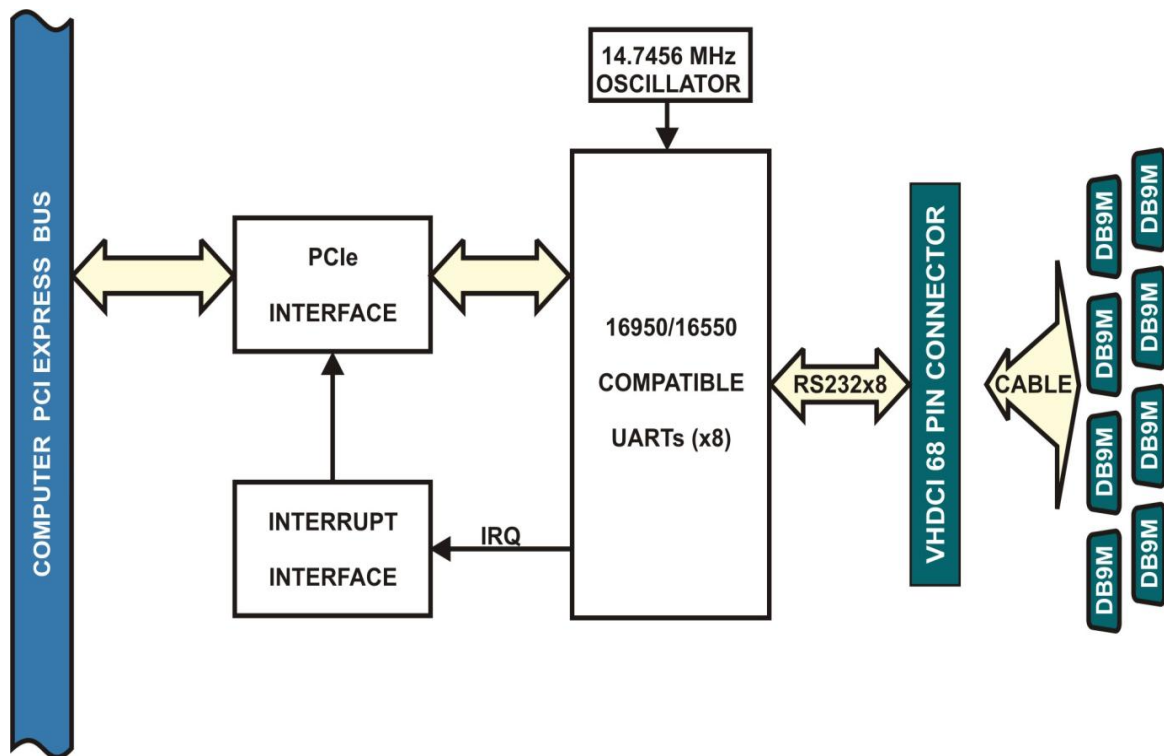 COMPUTER PCI EXPRESS BUS
14.7456 MHz
OSCILLATOR
PCIe
INTERFACE
INTERRUPT
INTERFACE
IRQ
16950/16550
COMPATIBLE
UARTs (x8)
RS232x8
VHDCI 68 PIN CONNECTOR
CABLE
DB9M
DB9M
DB9M
DB9M
DB9M
DB9M
DB9M
DB9M